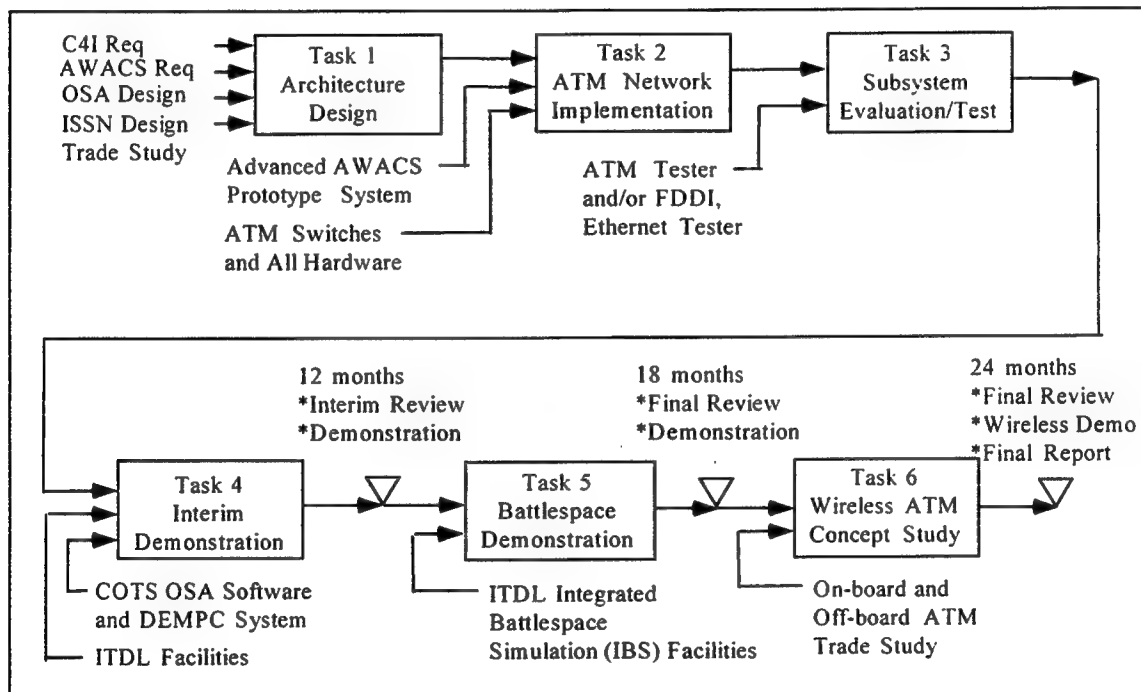 C4I Req
AWACS Req
OSA Design
ISSN Design
Trade Study
Task 1
Architecture
Design
Task 2
ATM Network
Implementation
Task 3
Subsystem
Evaluation/Test
Advanced AWACS
Prototype System
ATM Switches
and All Hardware
ATM Tester
and/or FDDI,
Ethernet Tester
12 months
*Interim Review
*Demonstration
18 months
*Final Review
*Demonstration
24 months
*Final Review
*Wireless Demo
*Final Report
Task 4
Interim
Demonstration
Task 5
Battlespace
Demonstration
Task 6
Wireless ATM
Concept Study
COTS OSA Software
and DEMPC System
ITDL Facilities
ITDL Integrated
Battlespace
Simulation (IBS) Facilities
On-board and
Off-board ATM
Trade Study